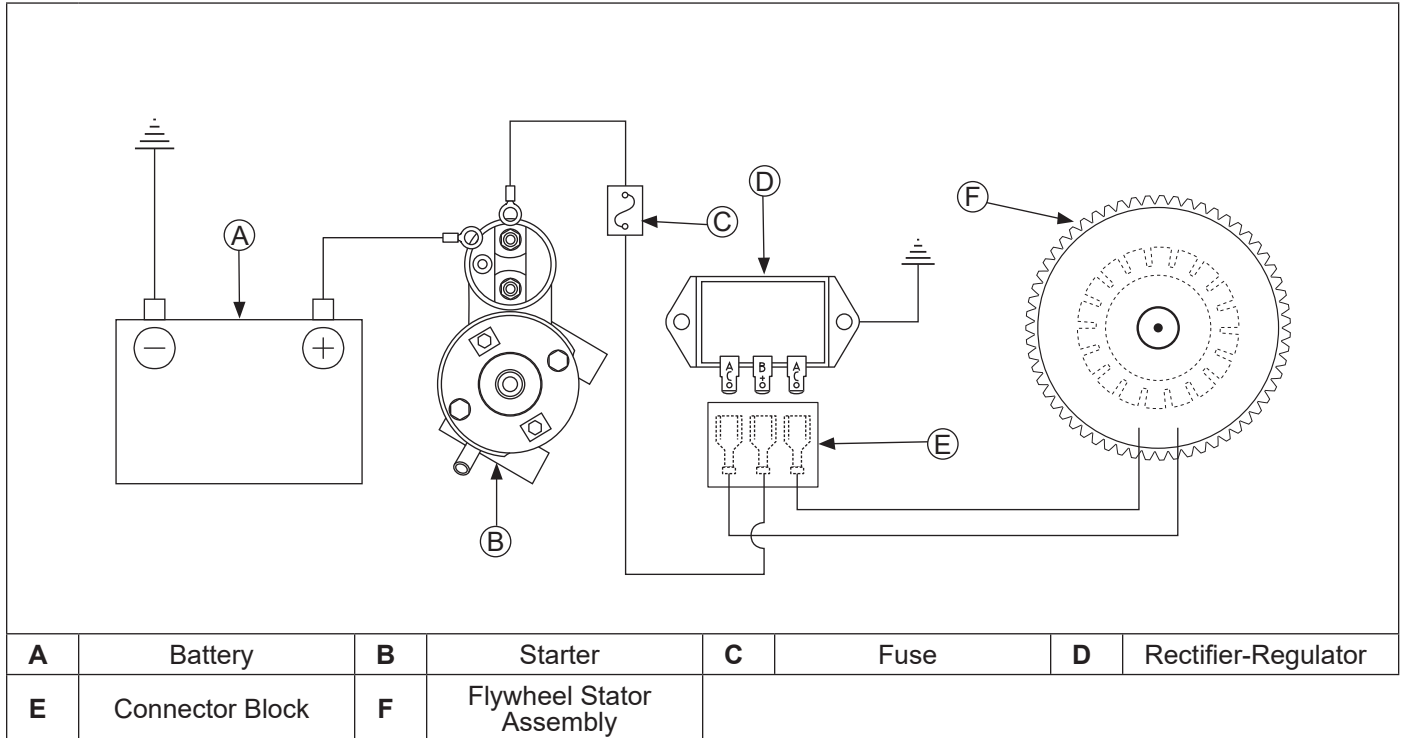 A
D
F
C
−
+
AC
B+
AC
E
B
A Battery B Starter C Fuse D Rectifier-Regulator
E Connector Block F Flywheel Stator
Assembly